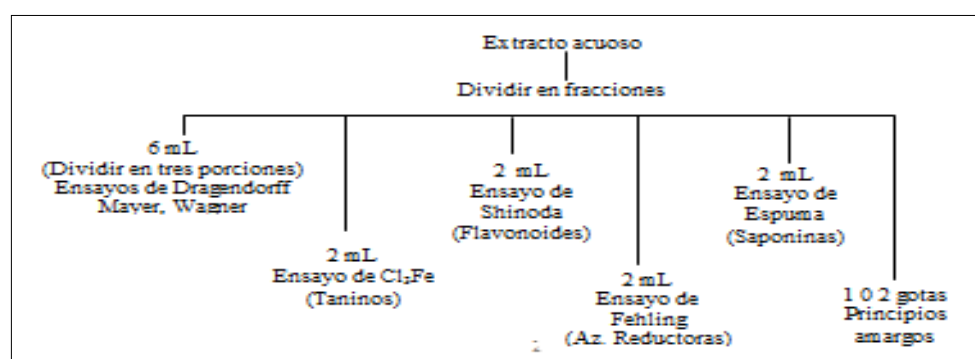 Extracto acuoso
Dividir en fracciones
6 mL
(Dividir en tres porciones)
Ensayos de Dragendorff
Mayer, Wagner
2 mL
Ensayo de Cl₃Fe
(Taninos)
2 mL
Ensayo de
Shinoda
(Flavonoides)
2 mL
Ensayo de
Fehling
(Az. Reductoras)
2 mL
Ensayo de
Espuma
(Saponinas)
1 0 2 gotas
Principios
amargos